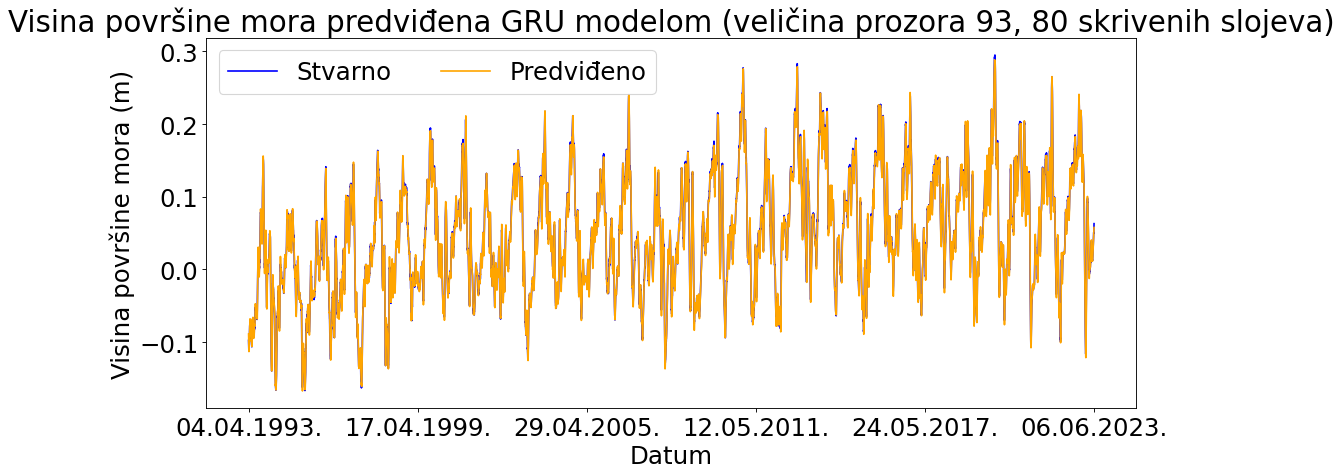 Visina površine mora predviđena GRU modelom (veličina prozora 93, 80 skrivenih slojeva)
Stvarno
Predviđeno
Visina površine mora (m)
0.3
0.2
0.1
0.0
−0.1
04.04.1993.
17.04.1999.
29.04.2005.
12.05.2011.
24.05.2017.
06.06.2023.
Datum